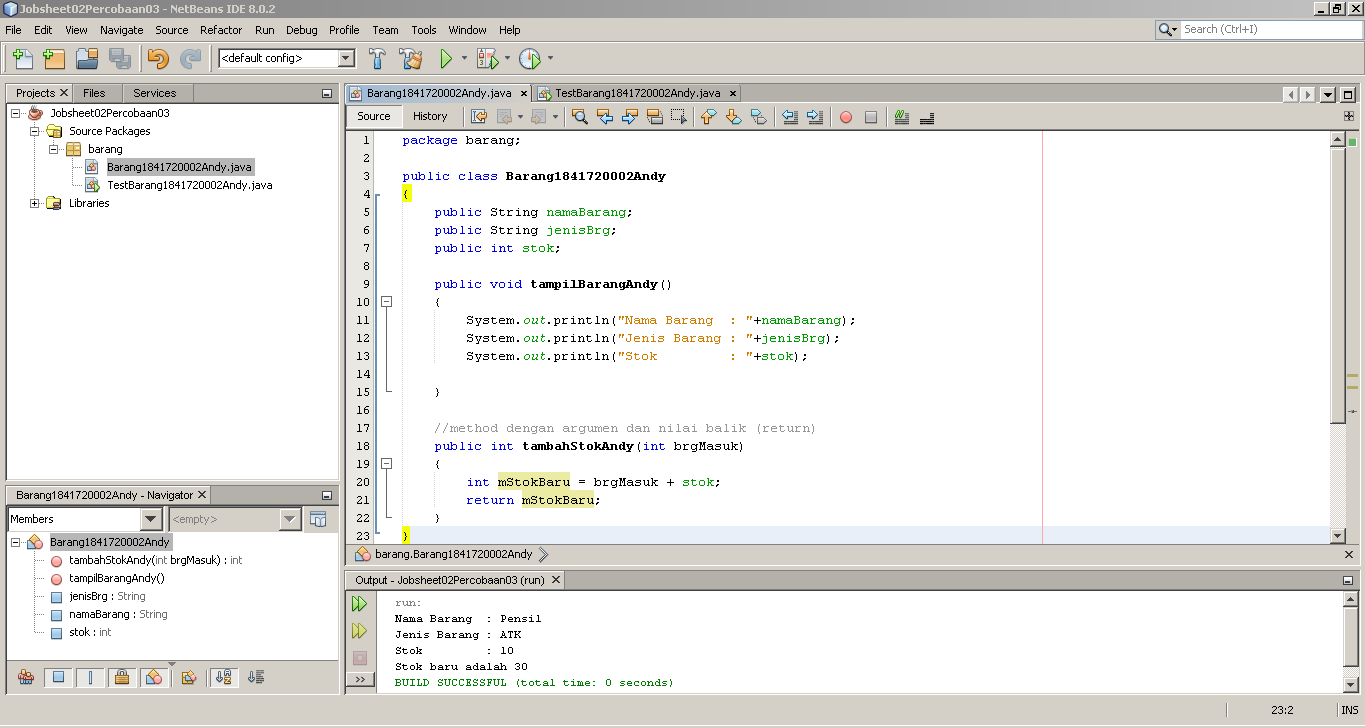 Jobsheet02Percobaan03 - NetBeans IDE 8.0.2
File Edit View Navigate Source Refactor Run Debug Profile Team Tools Window Help
Search (Ctrl+I)
<default config>
Projects Files Services
Jobsheet02Percobaan03
Source Packages
barang
Barang1841720002Andy.java
TestBarang1841720002Andy.java
Libraries
Barang1841720002Andy - Navigator
Members <empty>
Barang1841720002Andy
tambahStokAndy(int brgMasuk) : int
tampilBarangAndy()
jenisBrg : String
namaBarang : String
stok : int
Barang1841720002Andy.java TestBarang1841720002Andy.java
Source History
1 package barang;
2
3 public class Barang1841720002Andy
4 {
5 public String namaBarang;
6 public String jenisBrg;
7 public int stok;
8
9 public void tampilBarangAndy()
10 {
11 System.out.println("Nama Barang  : "+namaBarang);
12 System.out.println("Jenis Barang : "+jenisBrg);
13 System.out.println("Stok         : "+stok);
14
15 }
16
17 //method dengan argumen dan nilai balik (return)
18 public int tambahStokAndy(int brgMasuk)
19 {
20 int mStokBaru = brgMasuk + stok;
21 return mStokBaru;
22 }
23 }
barang.Barang1841720002Andy
Output - Jobsheet02Percobaan03 (run)
run:
Nama Barang  : Pensil
Jenis Barang : ATK
Stok         : 10
Stok baru adalah 30
BUILD SUCCESSFUL (total time: 0 seconds)
23:2 INS